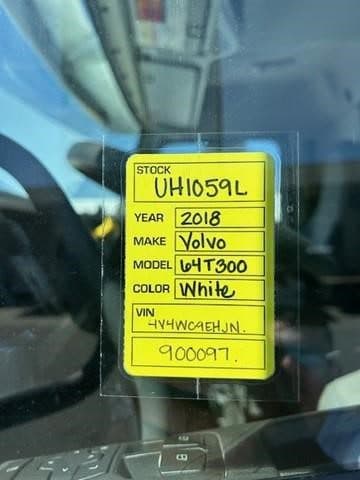 STOCK
UH1059L
YEAR 2018
MAKE Volvo
MODEL 64T300
COLOR White
VIN
4V4WC9EHJN.
900097.